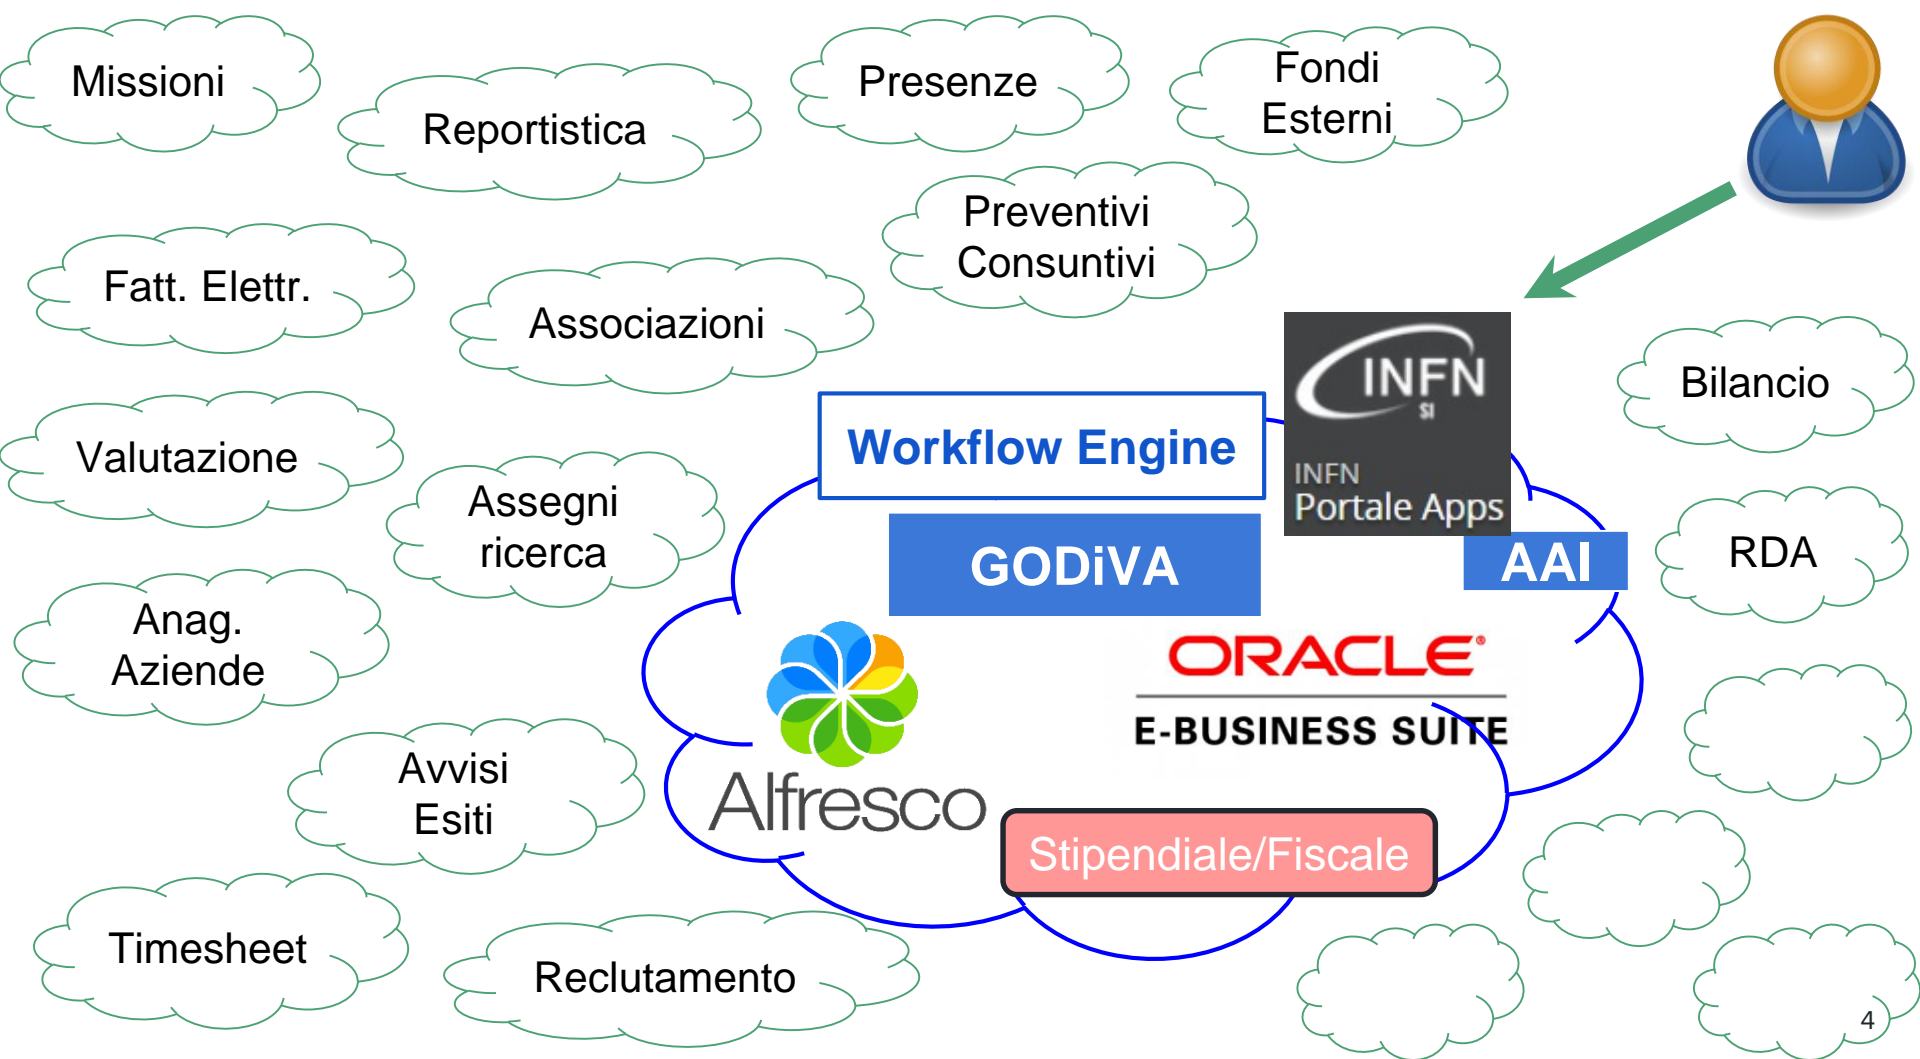 Missioni
Reportistica
Presenze
Fondi
Esterni
Preventivi
Consuntivi
Fatt. Elettr.
Associazioni
INFN
SI
INFN
Portale Apps
Bilancio
Valutazione
Workflow Engine
Assegni
ricerca
GODiVA
AAI
RDA
Anag.
Aziende
ORACLE®
E-BUSINESS SUITE
Avvisi
Esiti
Alfresco
Stipendiale/Fiscale
Timesheet
Reclutamento
4